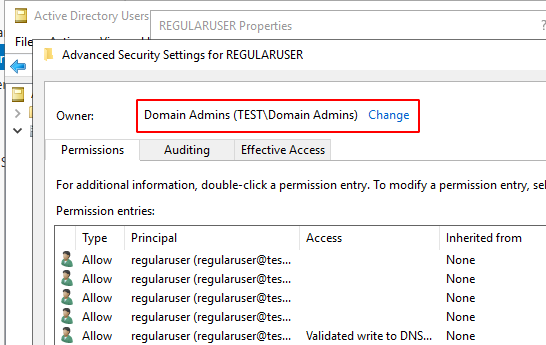 Active Directory Users
REGULARUSER Properties
Advanced Security Settings for REGULARUSER
Owner: Domain Admins (TEST\Domain Admins) Change
Permissions Auditing Effective Access
For additional information, double-click a permission entry. To modify a permission entry, sel
Permission entries:
Type Principal Access Inherited from
Allow regularuser (regularuser@tes... None
Allow regularuser (regularuser@tes... None
Allow regularuser (regularuser@tes... None
Allow regularuser (regularuser@tes... None
Allow regularuser (regularuser@tes... Validated write to DNS... None